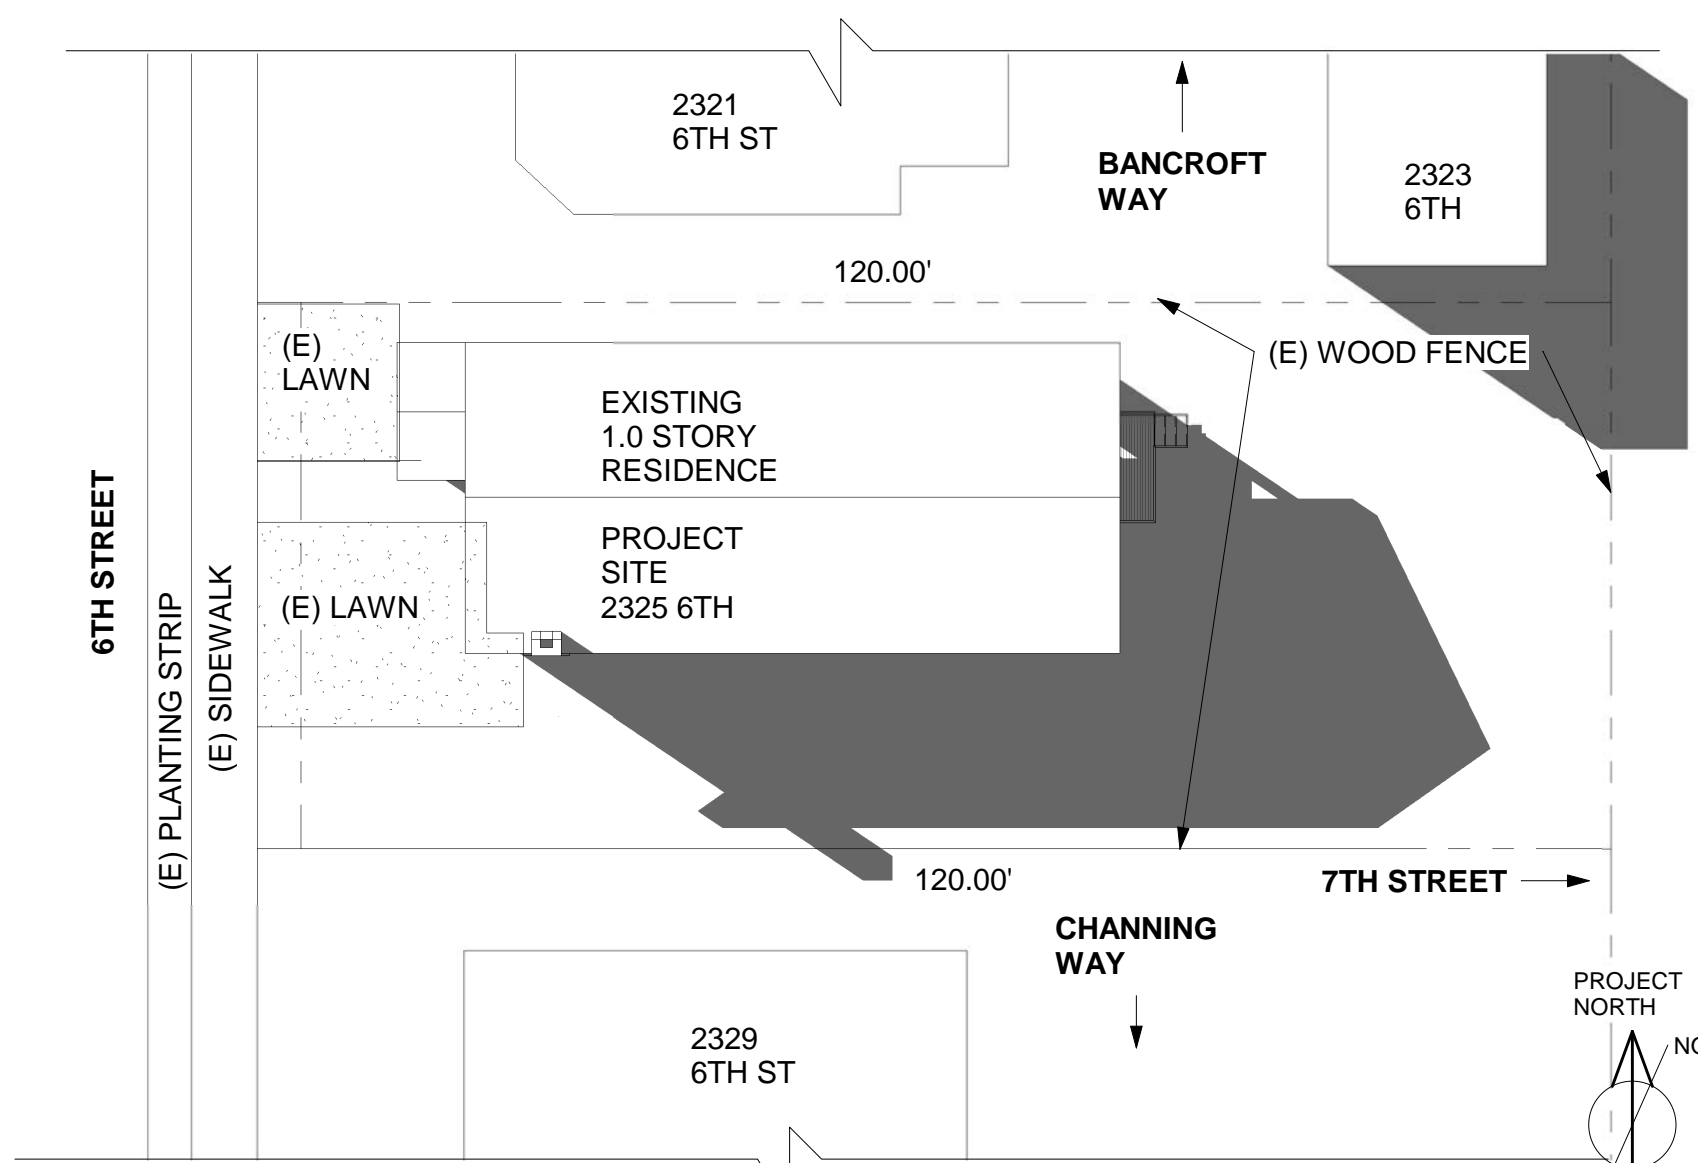 2321
6TH ST
BANCROFT
WAY
2323
6TH
120.00'
(E)
LAWN
(E) WOOD FENCE
EXISTING
1.0 STORY
RESIDENCE
PROJECT
SITE
2325 6TH
(E) LAWN
6TH STREET
(E) PLANTING STRIP
(E) SIDEWALK
120.00'
7TH STREET
CHANNING
WAY
2329
6TH ST
PROJECT
NORTH